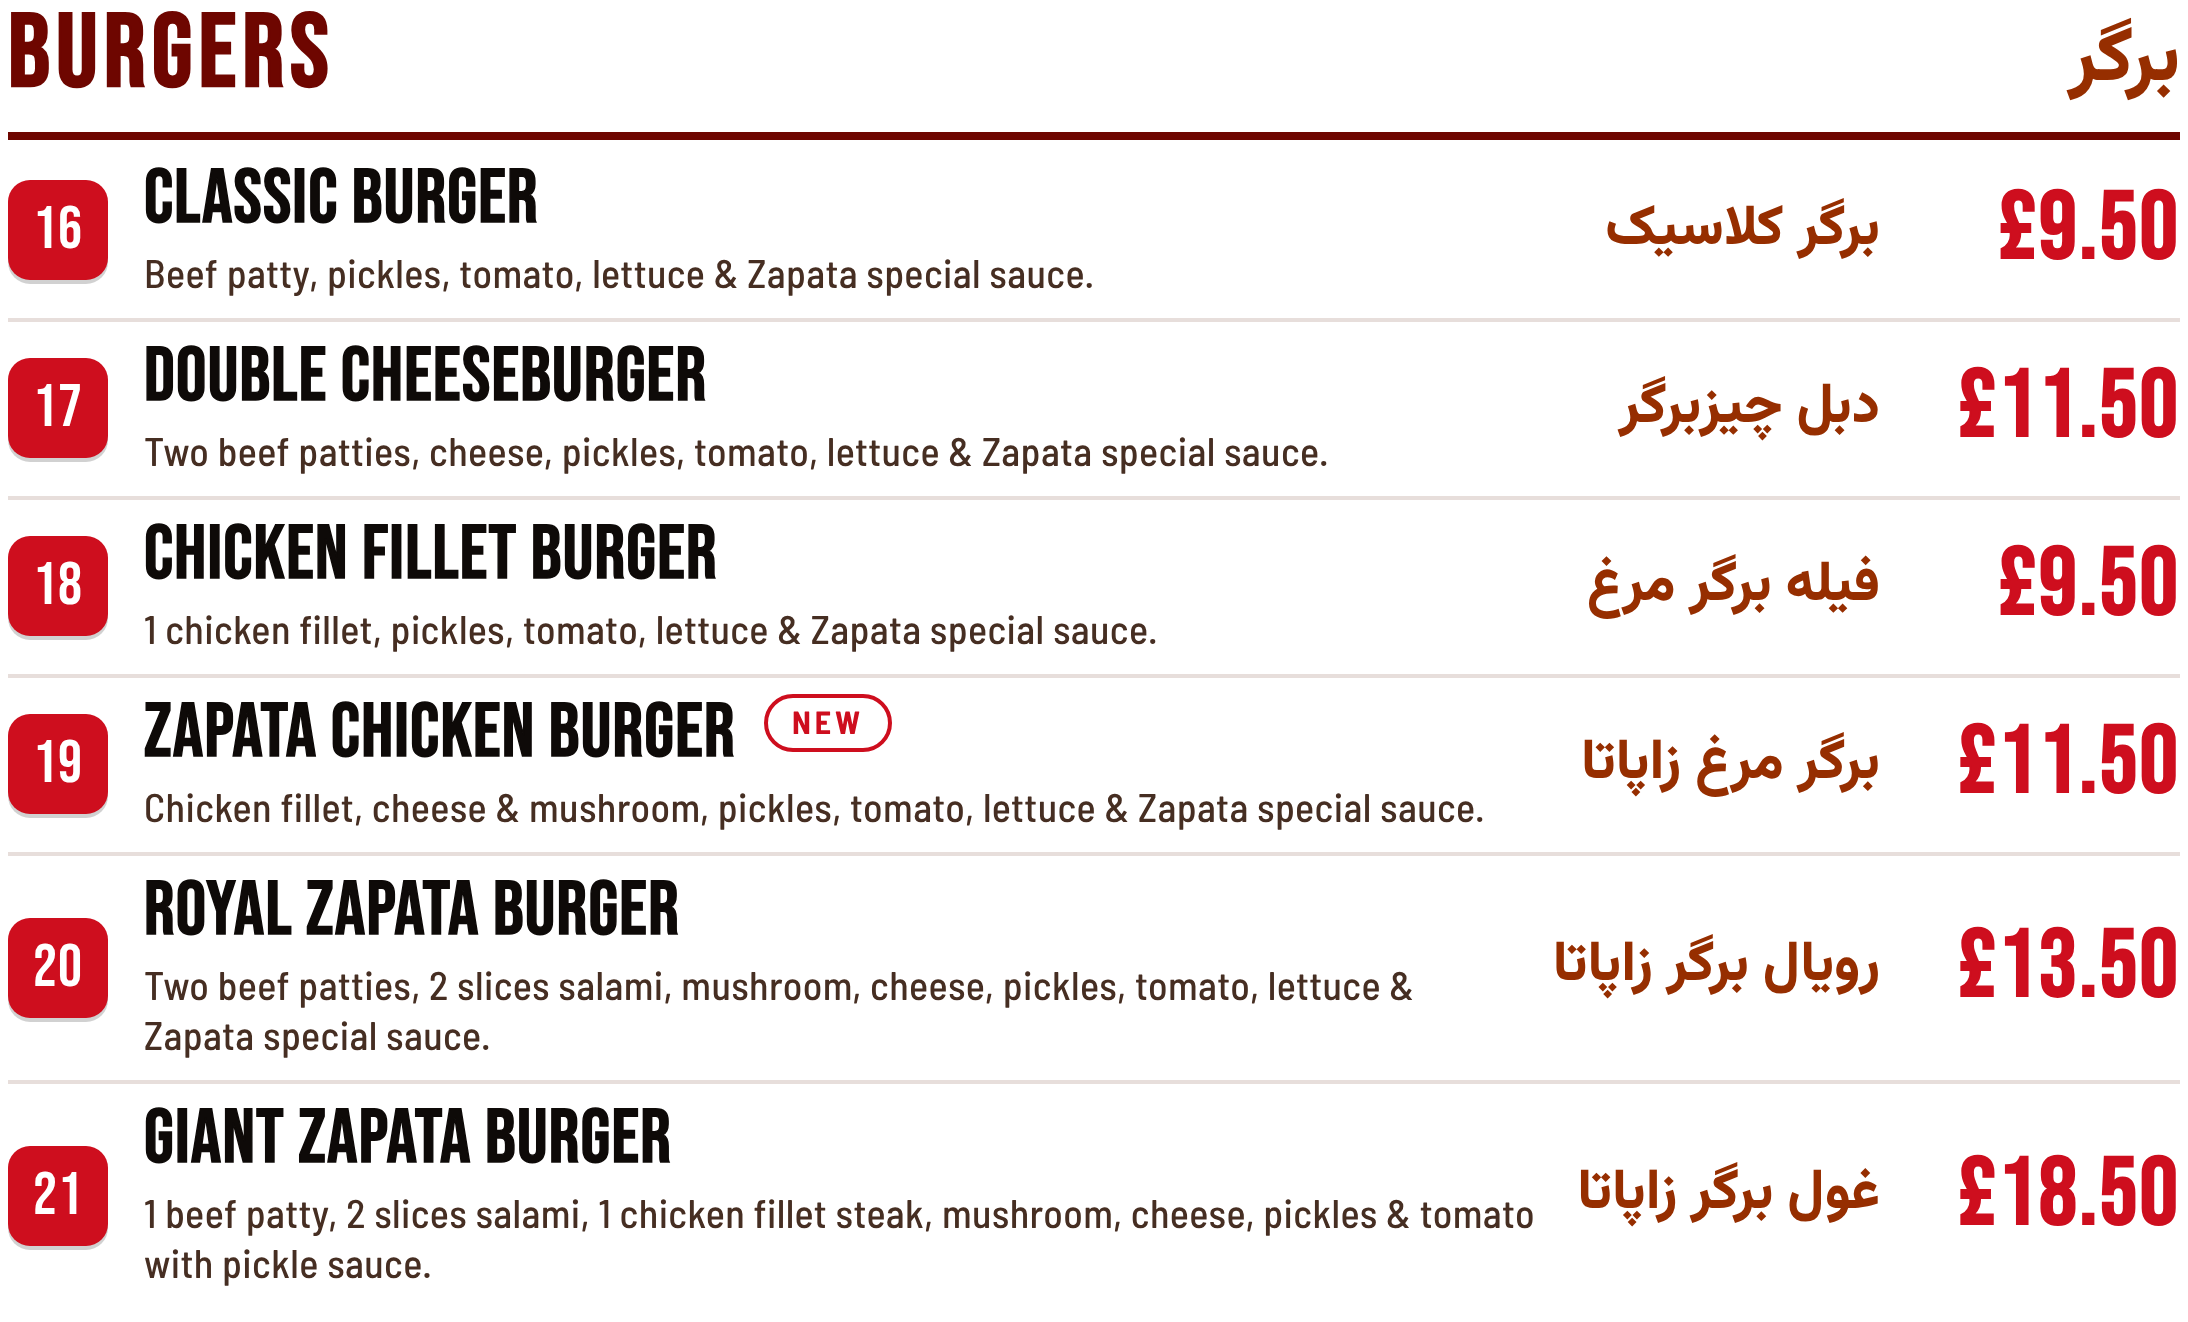 BURGERS برگر
16 CLASSIC BURGER برگر کلاسیک £9.50
Beef patty, pickles, tomato, lettuce & Zapata special sauce.
17 DOUBLE CHEESEBURGER دبل چیزبرگر £11.50
Two beef patties, cheese, pickles, tomato, lettuce & Zapata special sauce.
18 CHICKEN FILLET BURGER فیله برگر مرغ £9.50
1 chicken fillet, pickles, tomato, lettuce & Zapata special sauce.
19 ZAPATA CHICKEN BURGER NEW برگر مرغ زاپاتا £11.50
Chicken fillet, cheese & mushroom, pickles, tomato, lettuce & Zapata special sauce.
20 ROYAL ZAPATA BURGER رویال برگر زاپاتا £13.50
Two beef patties, 2 slices salami, mushroom, cheese, pickles, tomato, lettuce &
Zapata special sauce.
21 GIANT ZAPATA BURGER غول برگر زاپاتا £18.50
1 beef patty, 2 slices salami, 1 chicken fillet steak, mushroom, cheese, pickles & tomato
with pickle sauce.